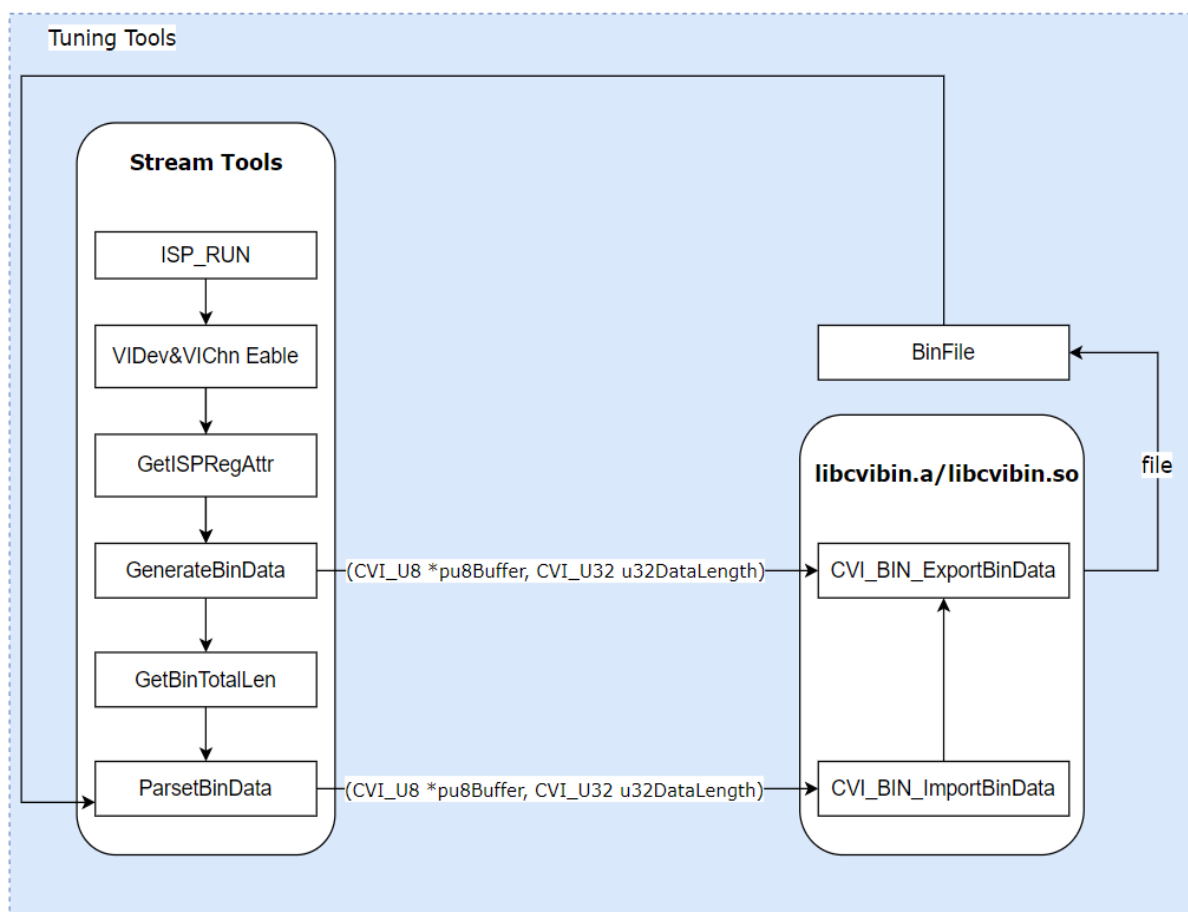 Tuning Tools
Stream Tools
ISP_RUN
VIDev&VIChn Eable
BinFile
GetISPRegAttr
libcvibin.a/libcvibin.so
file
GenerateBinData
(CVI_U8 *pu8Buffer, CVI_U32 u32DataLength)
CVI_BIN_ExportBinData
GetBinTotalLen
ParsetBinData
(CVI_U8 *pu8Buffer, CVI_U32 u32DataLength)
CVI_BIN_ImportBinData